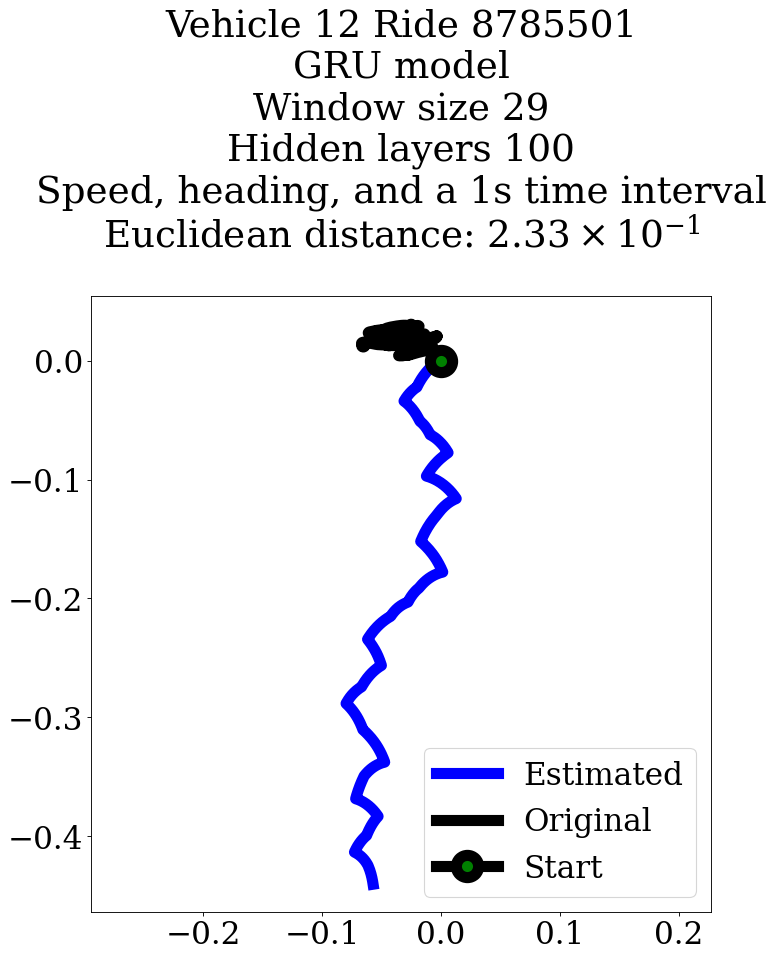 Vehicle 12 Ride 8785501
GRU model
Window size 29
Hidden layers 100
Speed, heading, and a 1s time interval
Euclidean distance: 2.33 × 10⁻¹
0.0
−0.1
−0.2
−0.3
−0.4
Estimated
Original
Start
−0.2 −0.1 0.0 0.1 0.2